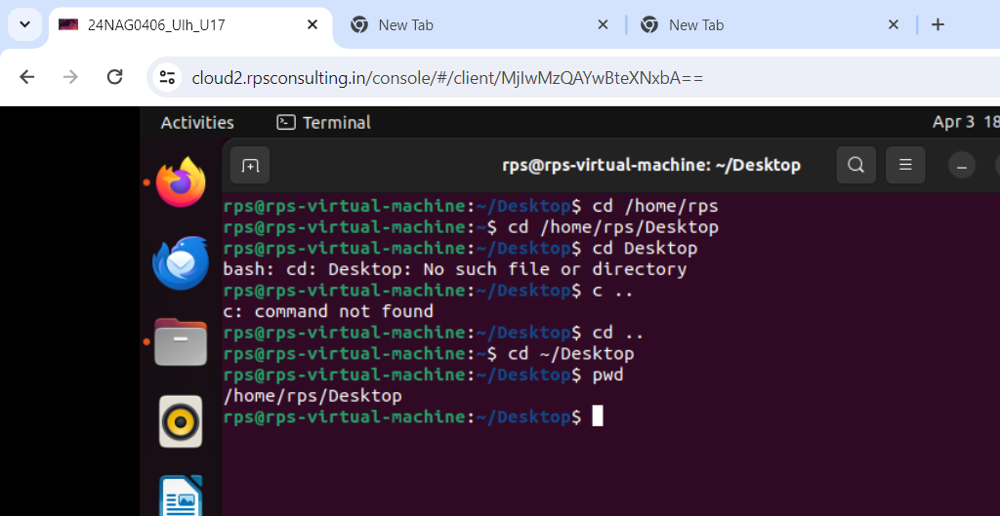 24NAG0406_Ulh_U17
New Tab
New Tab
cloud2.rpsconsulting.in/console/#/client/MjIwMzQAYwBteXNxbA==
Activities
Terminal
Apr 3 18
rps@rps-virtual-machine: ~/Desktop
rps@rps-virtual-machine:~/Desktop$ cd /home/rps
rps@rps-virtual-machine:~$ cd /home/rps/Desktop
rps@rps-virtual-machine:~/Desktop$ cd Desktop
bash: cd: Desktop: No such file or directory
rps@rps-virtual-machine:~/Desktop$ c ..
c: command not found
rps@rps-virtual-machine:~/Desktop$ cd ..
rps@rps-virtual-machine:~$ cd ~/Desktop
rps@rps-virtual-machine:~/Desktop$ pwd
/home/rps/Desktop
rps@rps-virtual-machine:~/Desktop$